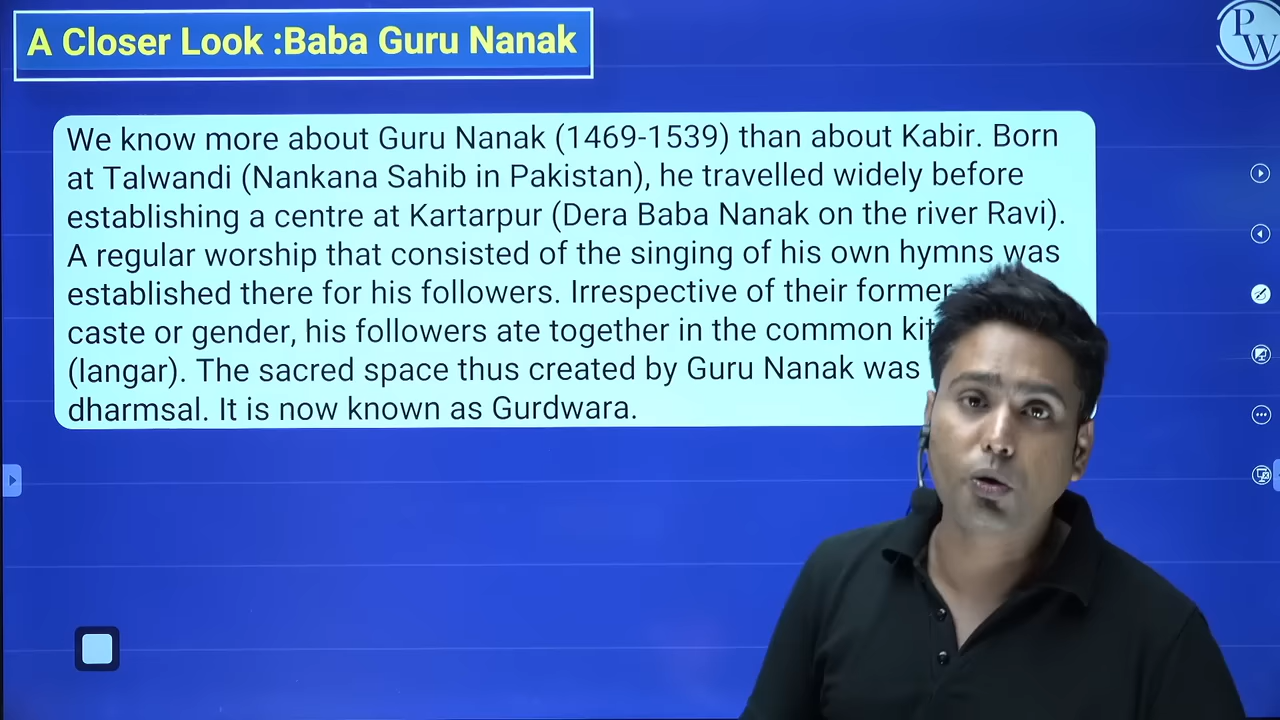 A Closer Look :Baba Guru Nanak
PW
We know more about Guru Nanak (1469-1539) than about Kabir. Born
at Talwandi (Nankana Sahib in Pakistan), he travelled widely before
establishing a centre at Kartarpur (Dera Baba Nanak on the river Ravi).
A regular worship that consisted of the singing of his own hymns was
established there for his followers. Irrespective of their former
caste or gender, his followers ate together in the common
(langar). The sacred space thus created by Guru Nanak was
dharmsal. It is now known as Gurdwara.